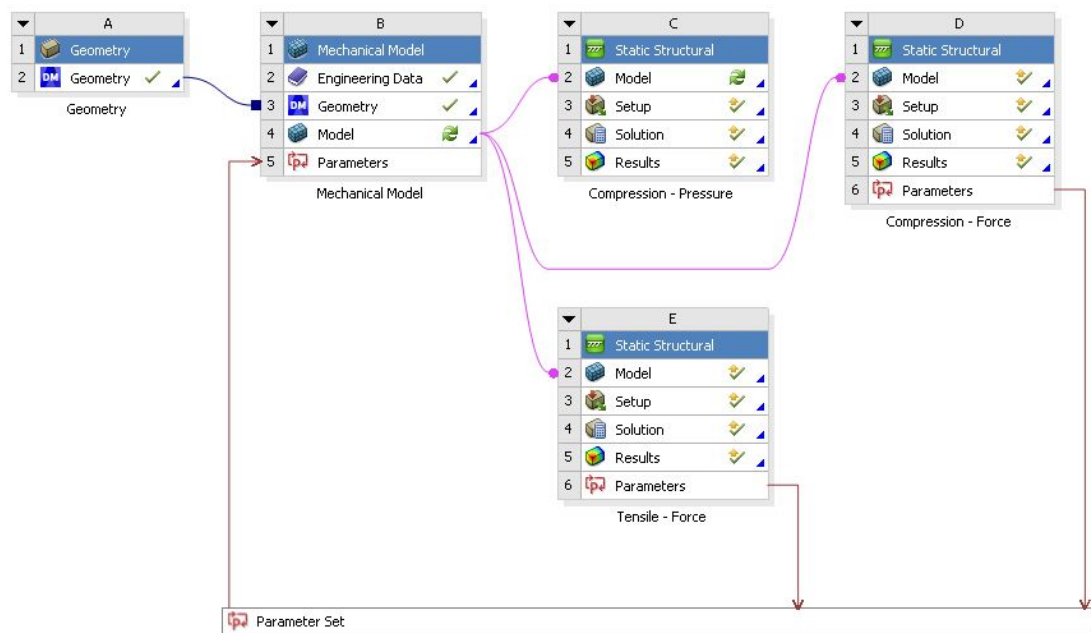 A
1 Geometry
2 DM Geometry
Geometry
B
1 Mechanical Model
2 Engineering Data
3 DM Geometry
4 Model
5 Parameters
Mechanical Model
C
1 Static Structural
2 Model
3 Setup
4 Solution
5 Results
Compression - Pressure
D
1 Static Structural
2 Model
3 Setup
4 Solution
5 Results
6 Parameters
Compression - Force
E
1 Static Structural
2 Model
3 Setup
4 Solution
5 Results
6 Parameters
Tensile - Force
Parameter Set